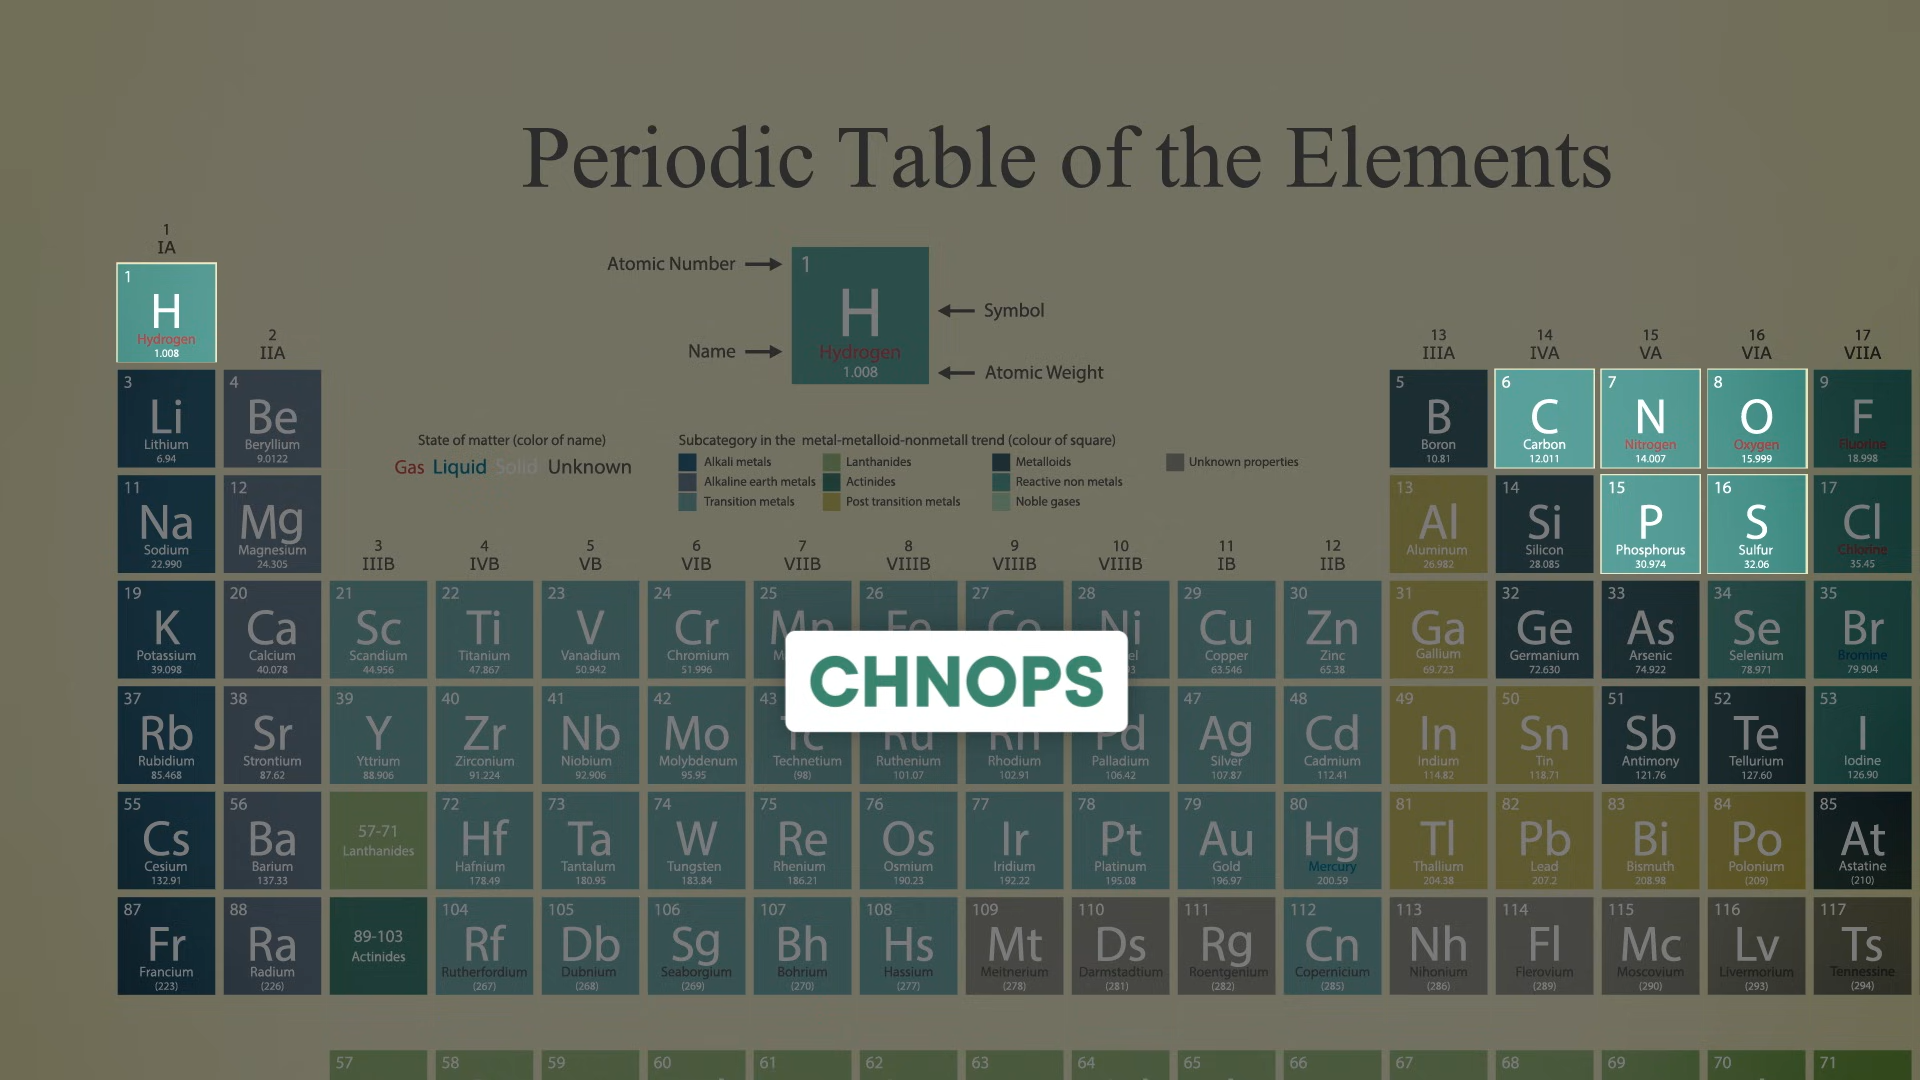 Periodic Table of the Elements
1
IA
2
IIA
13
IIIA
14
IVA
15
VA
16
VIA
17
VIIA
Atomic Number
Name
1
H
Hydrogen
1.008
Symbol
Atomic Weight
State of matter (color of name)
Gas Liquid Solid Unknown
Subcategory in the metal-metalloid-nonmetall trend (colour of square)
Alkali metals
Lanthanides
Metalloids
Unknown properties
Alkaline earth metals
Actinides
Reactive non metals
Transition metals
Post transition metals
Noble gases
3
IIIB
4
IVB
5
VB
6
VIB
7
VIIB
8
VIIIB
9
VIIIB
10
VIIIB
11
IB
12
IIB
1
H
Hydrogen
1.008
3
Li
Lithium
6.94
4
Be
Beryllium
9.0122
5
B
Boron
10.81
6
C
Carbon
12.011
7
N
Nitrogen
14.007
8
O
Oxygen
15.999
9
F
Fluorine
18.998
11
Na
Sodium
22.990
12
Mg
Magnesium
24.305
13
Al
Aluminum
26.982
14
Si
Silicon
28.085
15
P
Phosphorus
30.974
16
S
Sulfur
32.06
17
Cl
Chlorine
35.45
19
K
Potassium
39.098
20
Ca
Calcium
40.078
21
Sc
Scandium
44.956
22
Ti
Titanium
47.867
23
V
Vanadium
50.942
24
Cr
Chromium
51.996
25
Mn
26
Fe
27
Co
28
Ni
29
Cu
Copper
63.546
30
Zn
Zinc
65.38
31
Ga
Gallium
69.723
32
Ge
Germanium
72.630
33
As
Arsenic
74.922
34
Se
Selenium
78.971
35
Br
Bromine
79.904
CHNOPS
37
Rb
Rubidium
85.468
38
Sr
Strontium
87.62
39
Y
Yttrium
88.906
40
Zr
Zirconium
91.224
41
Nb
Niobium
92.906
42
Mo
Molybdenum
95.95
43
Tc
Technetium
(98)
Ru
Ruthenium
101.07
Rh
Rhodium
102.91
Pd
Palladium
106.42
47
Ag
Silver
107.87
48
Cd
Cadmium
112.41
49
In
Indium
114.82
50
Sn
Tin
118.71
51
Sb
Antimony
121.76
52
Te
Tellurium
127.60
53
I
Iodine
126.90
55
Cs
Cesium
132.91
56
Ba
Barium
137.33
57-71
Lanthanides
72
Hf
Hafnium
178.49
73
Ta
Tantalum
180.95
74
W
Tungsten
183.84
75
Re
Rhenium
186.21
76
Os
Osmium
190.23
77
Ir
Iridium
192.22
78
Pt
Platinum
195.08
79
Au
Gold
196.97
80
Hg
Mercury
200.59
81
Tl
Thallium
204.38
82
Pb
Lead
207.2
83
Bi
Bismuth
208.98
84
Po
Polonium
(209)
85
At
Astatine
(210)
87
Fr
Francium
(223)
88
Ra
Radium
(226)
89-103
Actinides
104
Rf
Rutherfordium
(267)
105
Db
Dubnium
(268)
106
Sg
Seaborgium
(269)
107
Bh
Bohrium
(270)
108
Hs
Hassium
(277)
109
Mt
Meitnerium
(278)
110
Ds
Darmstadtium
(281)
111
Rg
Roentgenium
(282)
112
Cn
Copernicium
(285)
113
Nh
Nihonium
(286)
114
Fl
Flerovium
(289)
115
Mc
Moscovium
(290)
116
Lv
Livermorium
(293)
117
Ts
Tennessine
(294)
57
58
59
60
61
62
63
64
65
66
67
68
69
70
71